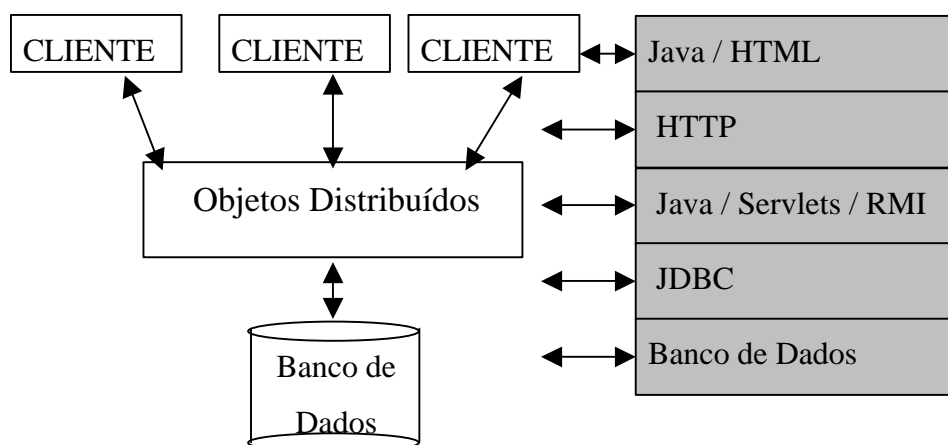 CLIENTE
CLIENTE
CLIENTE
Java / HTML
HTTP
Objetos Distribuídos
Java / Servlets / RMI
JDBC
Banco de
Dados
Banco de Dados